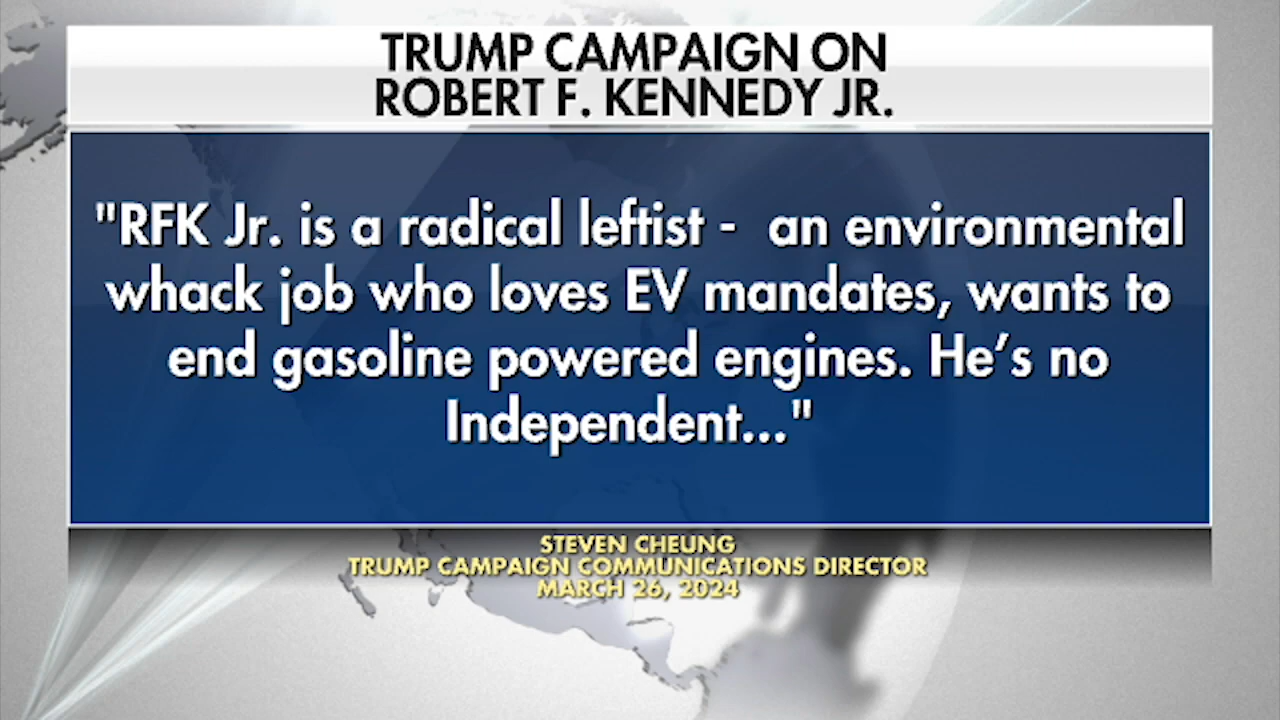 TRUMP CAMPAIGN ON
ROBERT F. KENNEDY JR.
"RFK Jr. is a radical leftist -  an environmental
whack job who loves EV mandates, wants to
end gasoline powered engines. He’s no
Independent..."
STEVEN CHEUNG
TRUMP CAMPAIGN COMMUNICATIONS DIRECTOR
MARCH 26, 2024